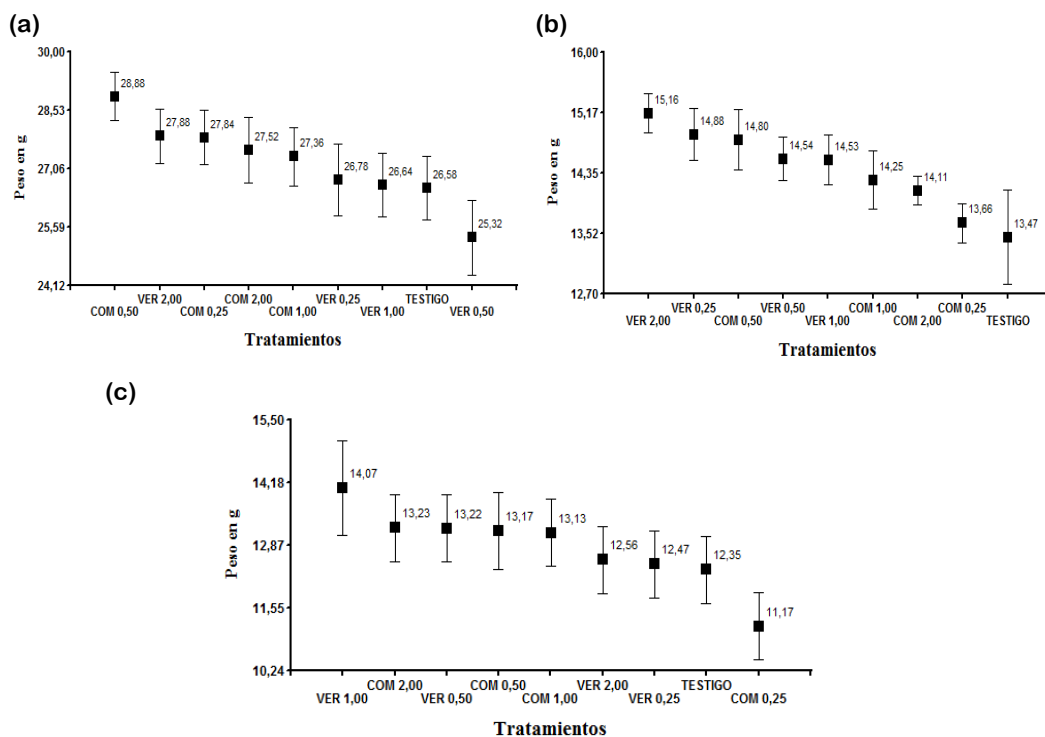 (a)
30,00
28,53
27,06
25,59
24,12
Peso en g
28,88
27,88
27,84
27,52
27,36
26,78
26,64
26,58
25,32
VER 2,00 COM 2,00 VER 0,25 TESTIGO
COM 0,50 COM 0,25 COM 1,00 VER 1,00 VER 0,50
Tratamientos
(b)
16,00
15,17
14,35
13,52
12,70
Peso en g
15,16
14,88
14,80
14,54
14,53
14,25
14,11
13,66
13,47
VER 0,25 VER 0,50 COM 1,00 COM 0,25
VER 2,00 COM 0,50 VER 1,00 COM 2,00 TESTIGO
Tratamientos
(c)
15,50
14,18
12,87
11,55
10,24
Peso en g
14,07
13,23
13,22
13,17
13,13
12,56
12,47
12,35
11,17
COM 2,00 COM 0,50 VER 2,00 TESTIGO
VER 1,00 VER 0,50 COM 1,00 VER 0,25 COM 0,25
Tratamientos